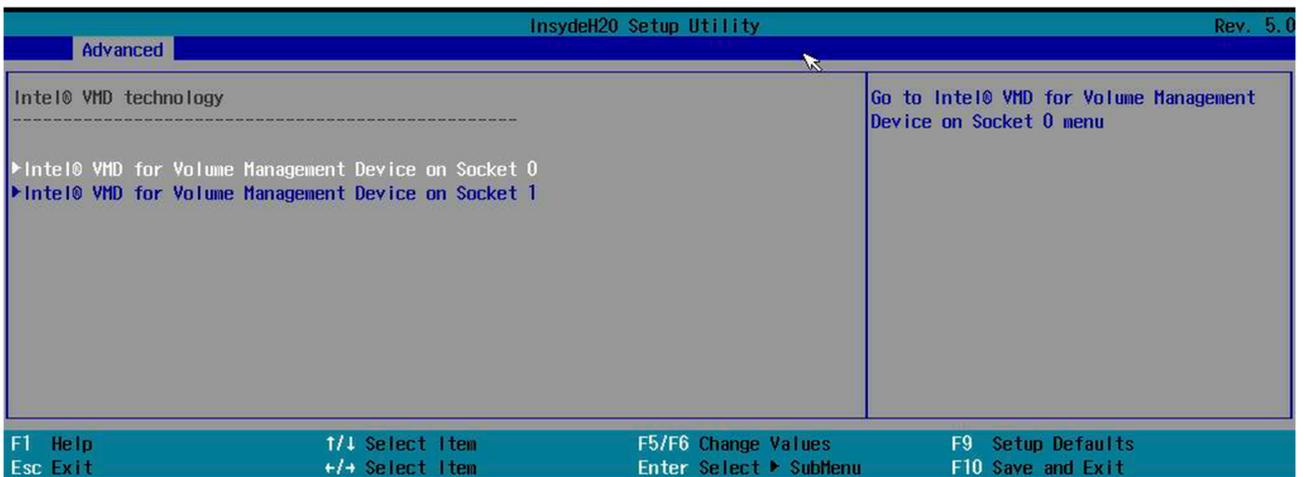 InsydeH20 Setup Utility Rev. 5.0
Advanced
Intel® VMD technology
--------------------------------------------------
▶Intel® VMD for Volume Management Device on Socket 0
▶Intel® VMD for Volume Management Device on Socket 1
Go to Intel® VMD for Volume Management
Device on Socket 0 menu
F1 Help ↑/↓ Select Item F5/F6 Change Values F9 Setup Defaults
Esc Exit ←/→ Select Item Enter Select ▶ SubMenu F10 Save and Exit